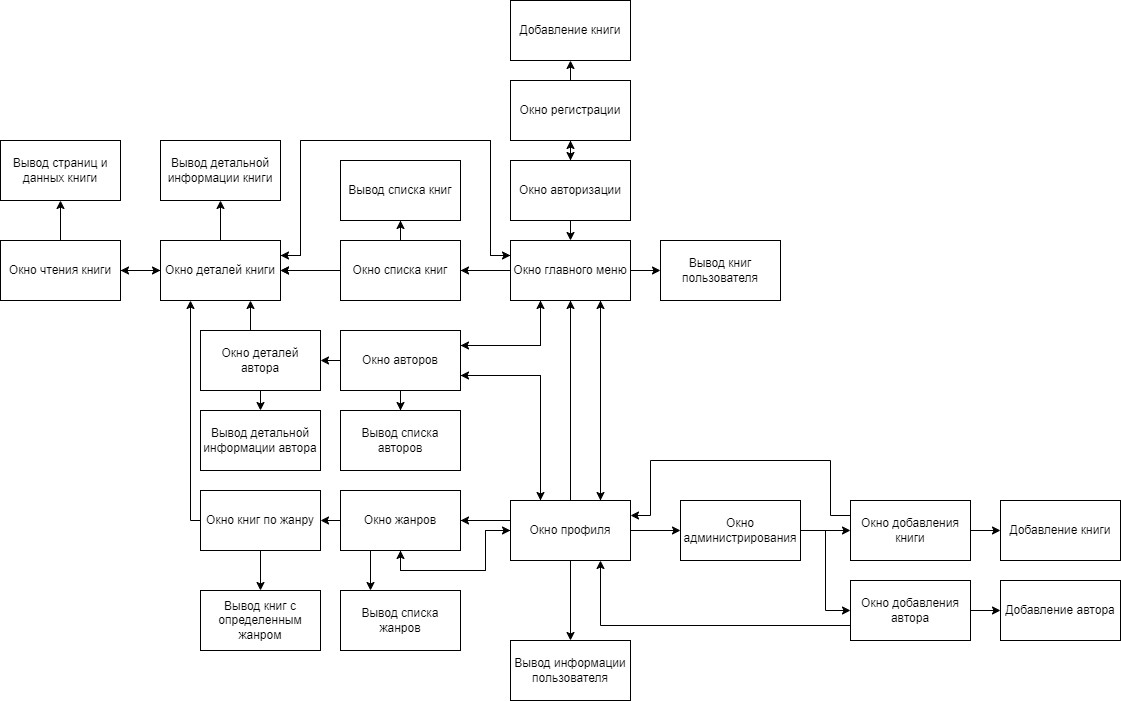 Добавление книги
Окно регистрации
Вывод страниц и
данных книги
Вывод детальной
информации книги
Вывод списка книг
Окно авторизации
Окно чтения книги
Окно деталей книги
Окно списка книг
Окно главного меню
Вывод книг
пользователя
Окно деталей
автора
Окно авторов
Вывод детальной
информации автора
Вывод списка
авторов
Окно книг по жанру
Окно жанров
Окно профиля
Окно
администрирования
Окно добавления
книги
Добавление книги
Вывод книг с
определенным
жанром
Вывод списка
жанров
Окно добавления
автора
Добавление автора
Вывод информации
пользователя